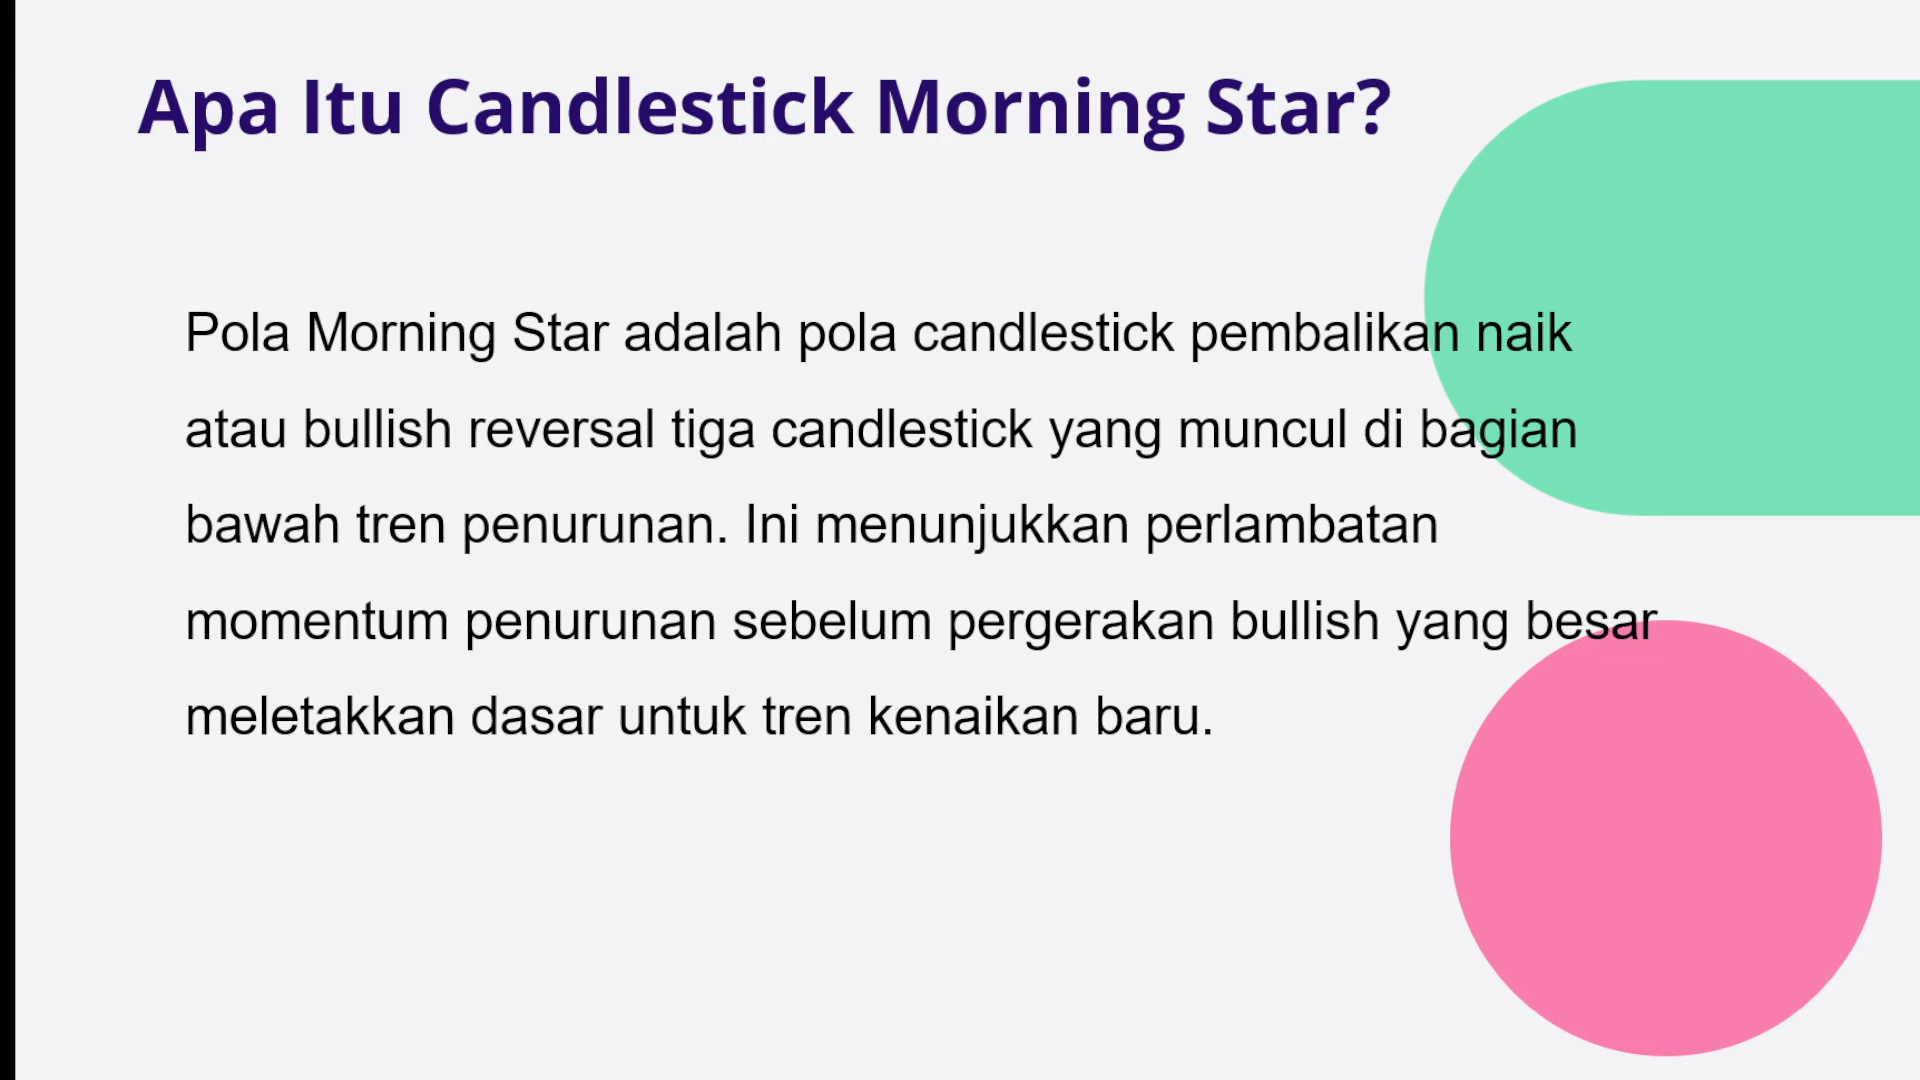 Apa Itu Candlestick Morning Star?
Pola Morning Star adalah pola candlestick pembalikan naik
atau bullish reversal tiga candlestick yang muncul di bagian
bawah tren penurunan. Ini menunjukkan perlambatan
momentum penurunan sebelum pergerakan bullish yang besar
meletakkan dasar untuk tren kenaikan baru.